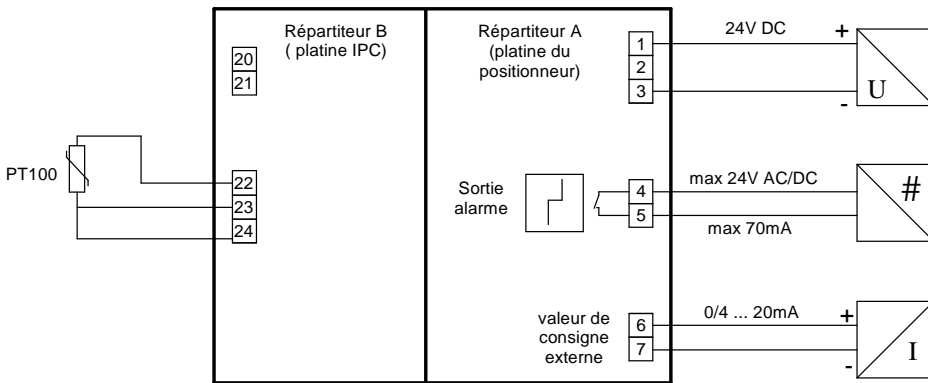 Répartiteur B
( platine IPC)
Répartiteur A
(platine du
positionneur)
20
21
22
23
24
PT100
1
2
3
24V DC
+
-
U
Sortie
alarme
4
5
max 24V AC/DC
max 70mA
#
valeur de
consigne
externe
6
7
0/4 ... 20mA
+
-
I